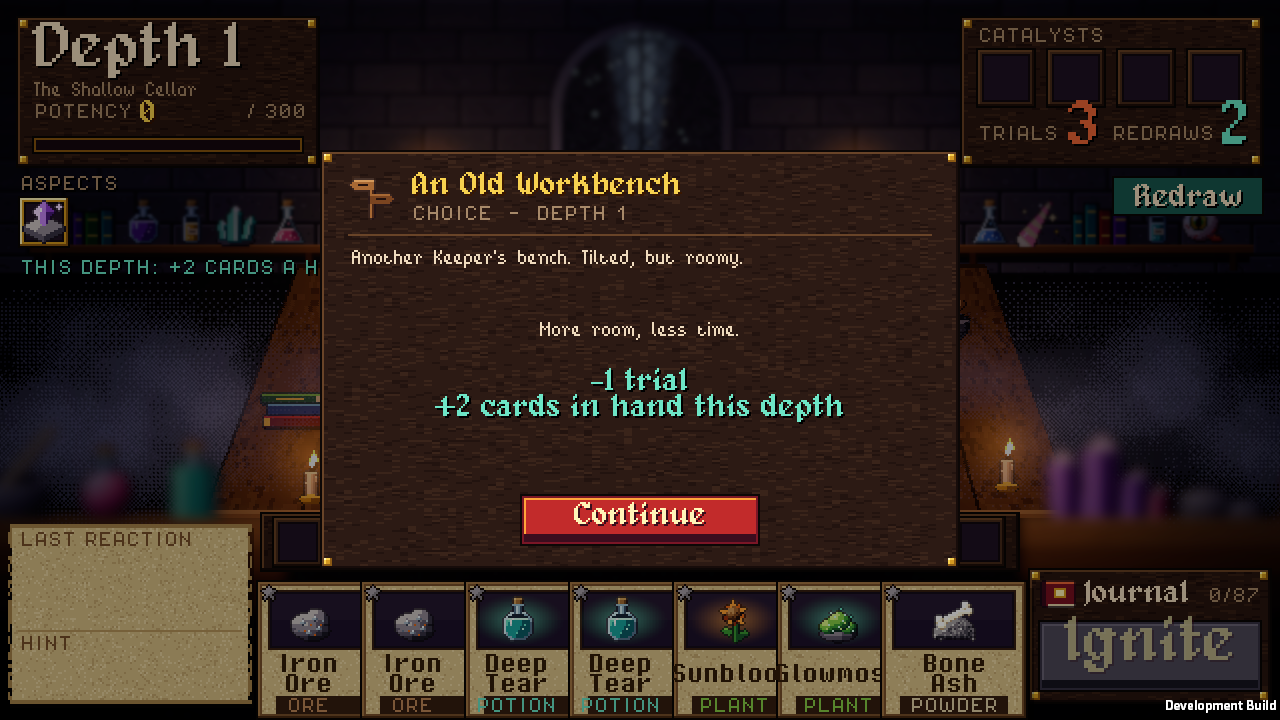 Depth 1
The Shallow Cellar
POTENCY 0 / 300
ASPECTS
THIS DEPTH: +2 CARDS A H
CATALYSTS
TRIALS 3 REDRAWS 2
Redraw
An Old Workbench
CHOICE - DEPTH 1
Another Keeper's bench. Tilted, but roomy.
More room, less time.
-1 trial
+2 cards in hand this depth
Continue
LAST REACTION
HINT
Iron
Ore
ORE
Iron
Ore
ORE
Deep
Tear
POTION
Deep
Tear
POTION
Sunbloo
PLANT
Glowmos
PLANT
Bone
Ash
POWDER
Journal 0/87
Ignite
Development Build